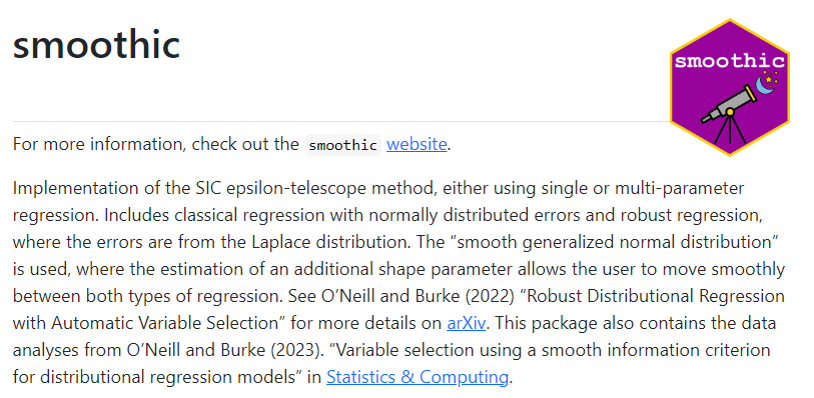 smoothic
smoothic
For more information, check out the smoothic website.
Implementation of the SIC epsilon-telescope method, either using single or multi-parameter
regression. Includes classical regression with normally distributed errors and robust regression,
where the errors are from the Laplace distribution. The “smooth generalized normal distribution”
is used, where the estimation of an additional shape parameter allows the user to move smoothly
between both types of regression. See O’Neill and Burke (2022) “Robust Distributional Regression
with Automatic Variable Selection” for more details on arXiv. This package also contains the data
analyses from O’Neill and Burke (2023). “Variable selection using a smooth information criterion
for distributional regression models” in Statistics & Computing.